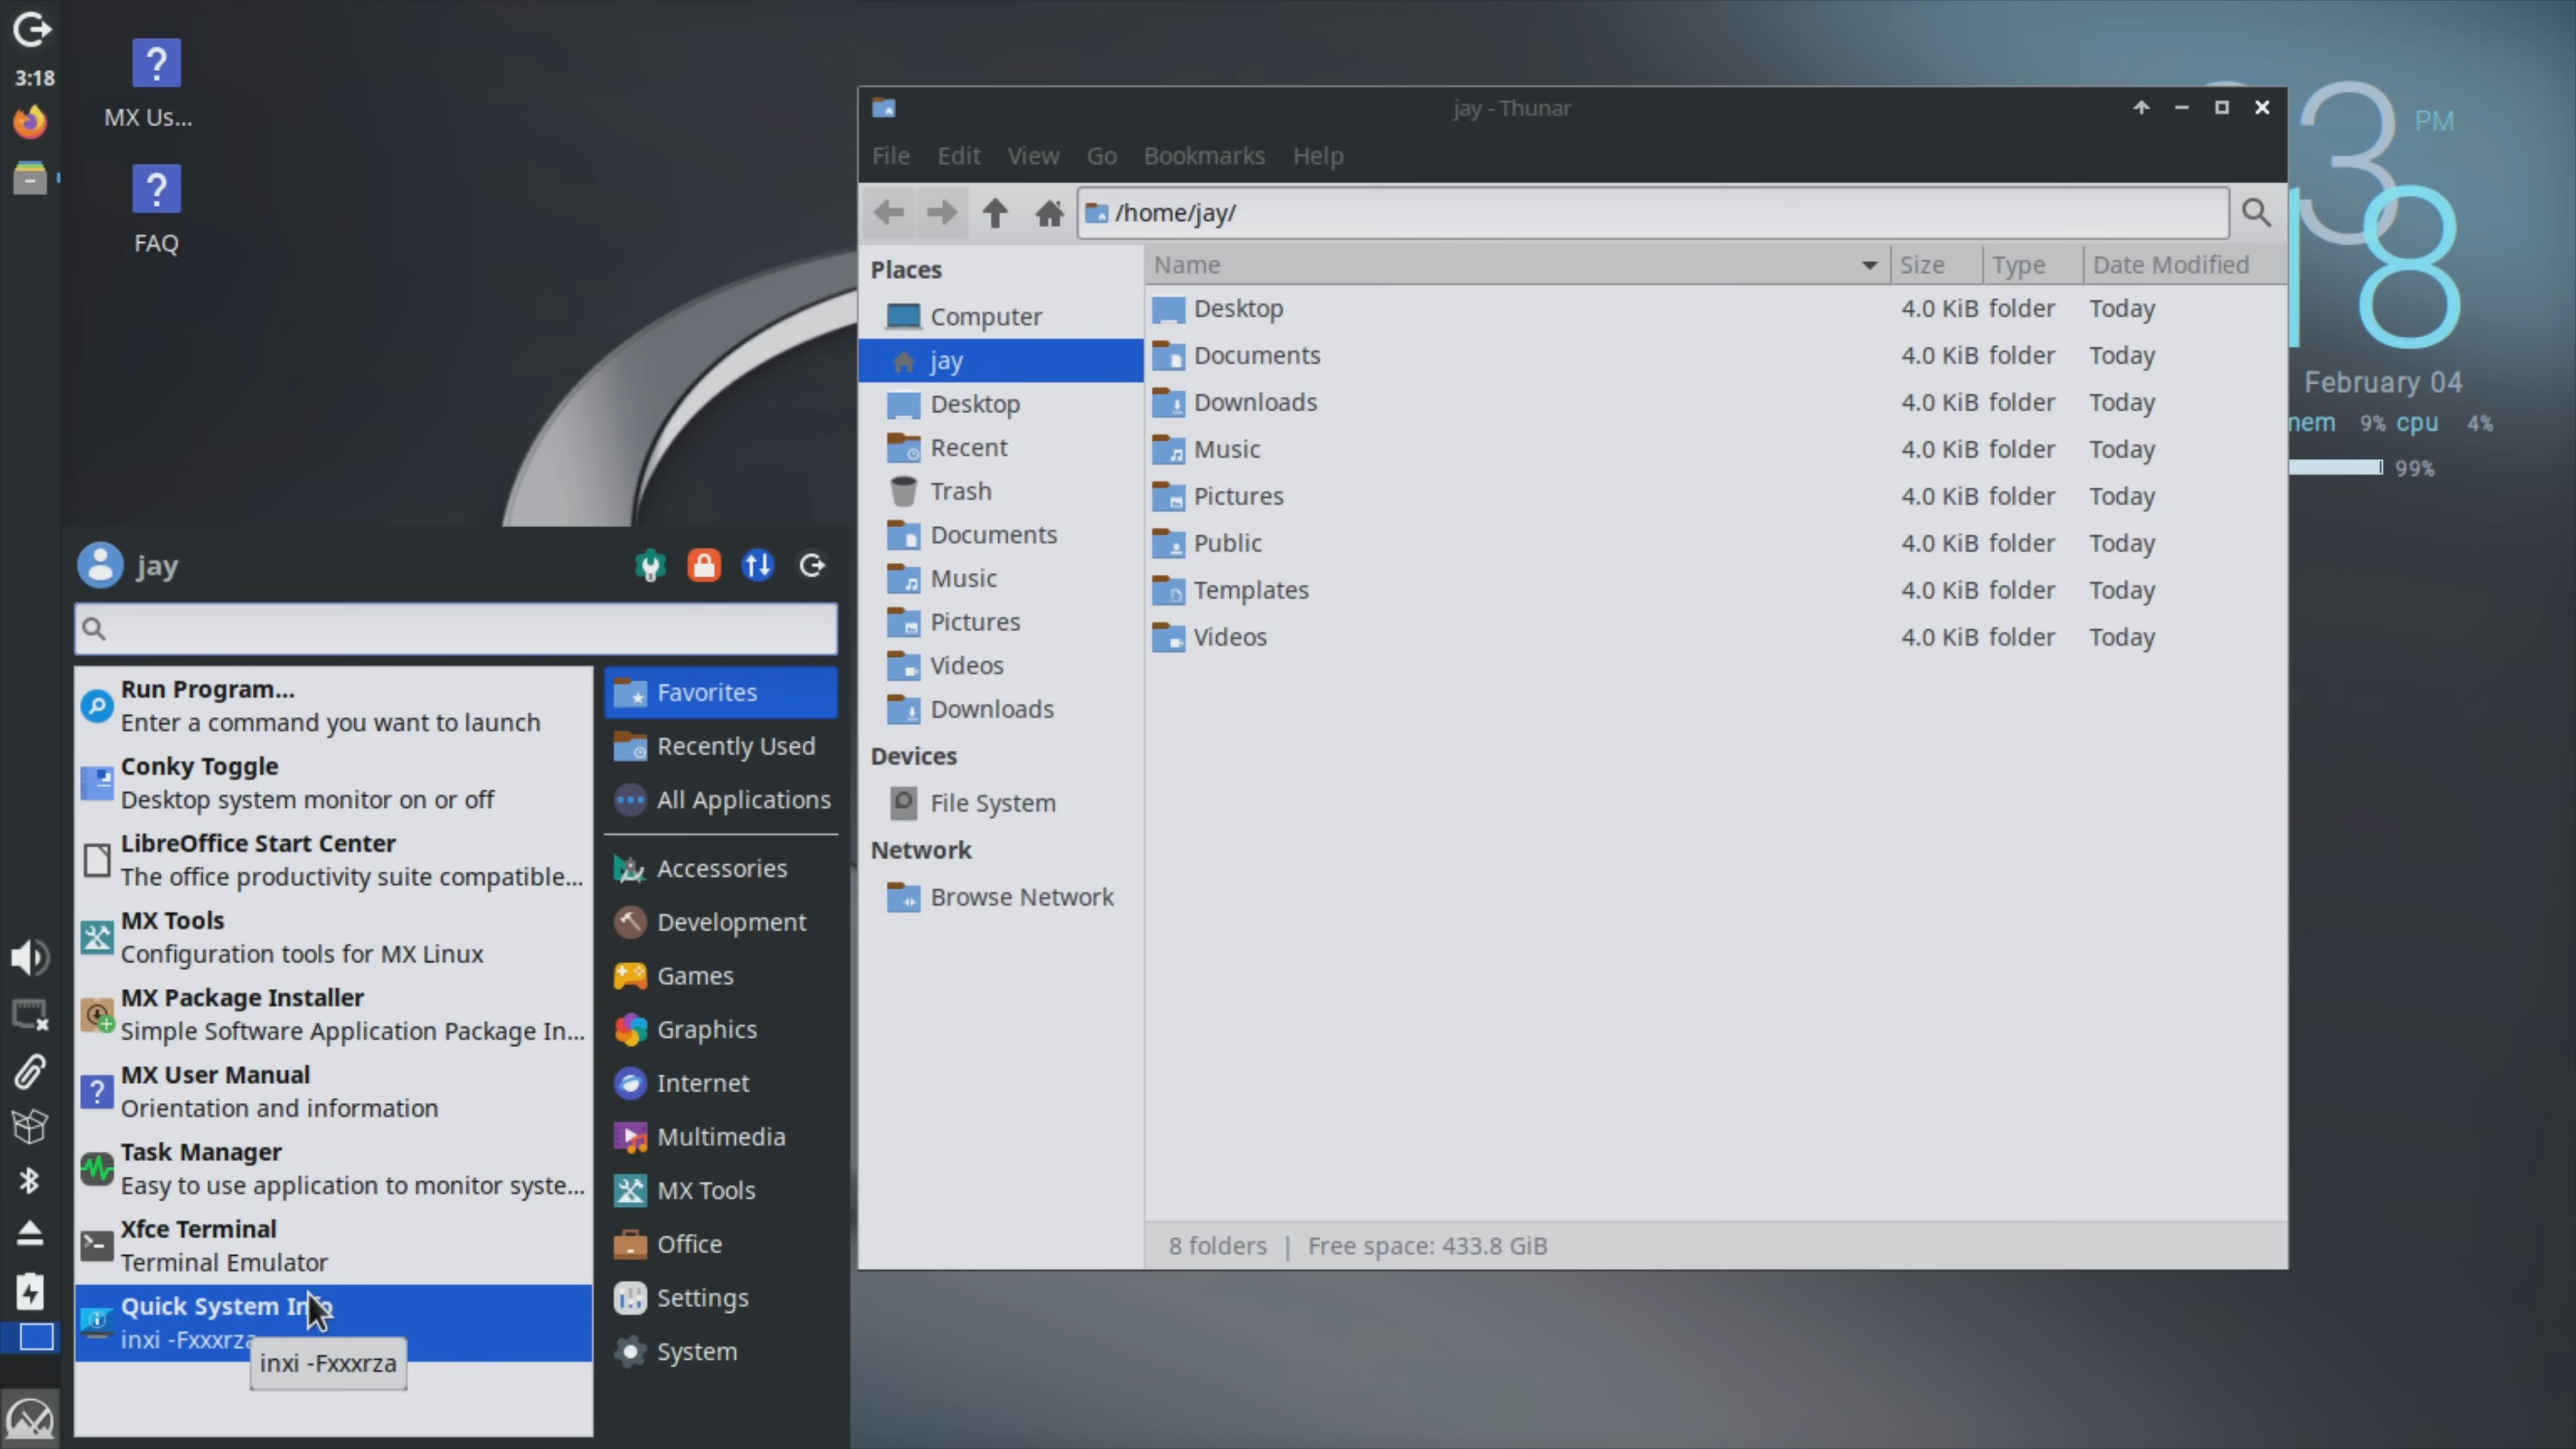 3:18
MX Us...
FAQ
jay - Thunar
File Edit View Go Bookmarks Help
/home/jay/
Places
Computer
jay
Desktop
Recent
Trash
Documents
Music
Pictures
Videos
Downloads
Devices
File System
Network
Browse Network
Name Size Type Date Modified
Desktop 4.0 KiB folder Today
Documents 4.0 KiB folder Today
Downloads 4.0 KiB folder Today
Music 4.0 KiB folder Today
Pictures 4.0 KiB folder Today
Public 4.0 KiB folder Today
Templates 4.0 KiB folder Today
Videos 4.0 KiB folder Today
8 folders | Free space: 433.8 GiB
3 PM
18
February 04
9% cpu 4%
99%
jay
Run Program...
Enter a command you want to launch
Conky Toggle
Desktop system monitor on or off
LibreOffice Start Center
The office productivity suite compatible...
MX Tools
Configuration tools for MX Linux
MX Package Installer
Simple Software Application Package In...
MX User Manual
Orientation and information
Task Manager
Easy to use application to monitor syste...
Xfce Terminal
Terminal Emulator
Quick System Info
inxi -Fxxxrza
inxi -Fxxxrza
Favorites
Recently Used
All Applications
Accessories
Development
Games
Graphics
Internet
Multimedia
MX Tools
Office
Settings
System